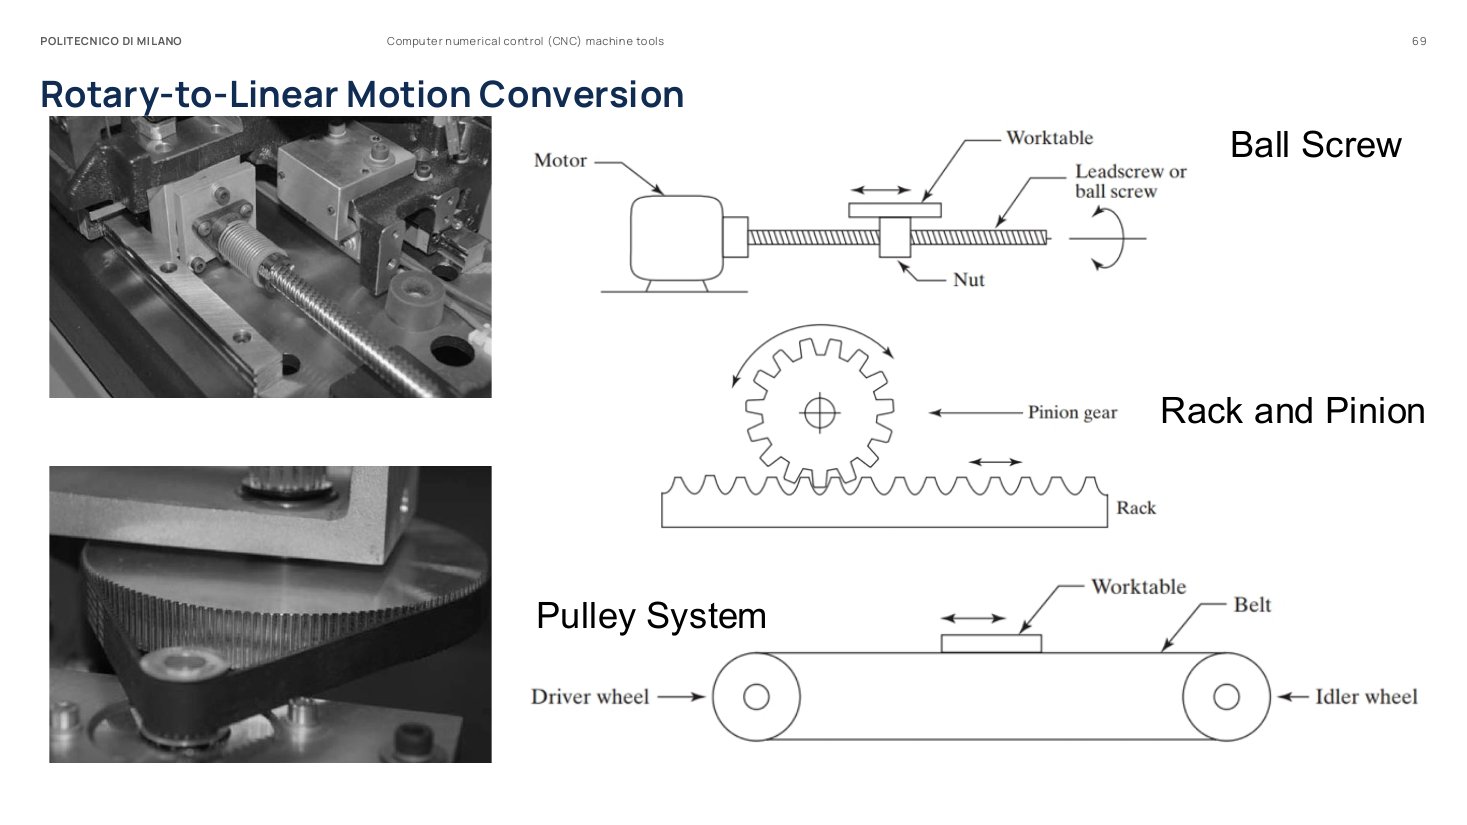 POLITECNICO DI MILANO
Computer numerical control (CNC) machine tools
69
Rotary-to-Linear Motion Conversion
Ball Screw
Worktable
Motor
Leadscrew or
ball screw
Nut
Pinion gear
Rack and Pinion
Rack
Pulley System
Worktable
Belt
Driver wheel
Idler wheel